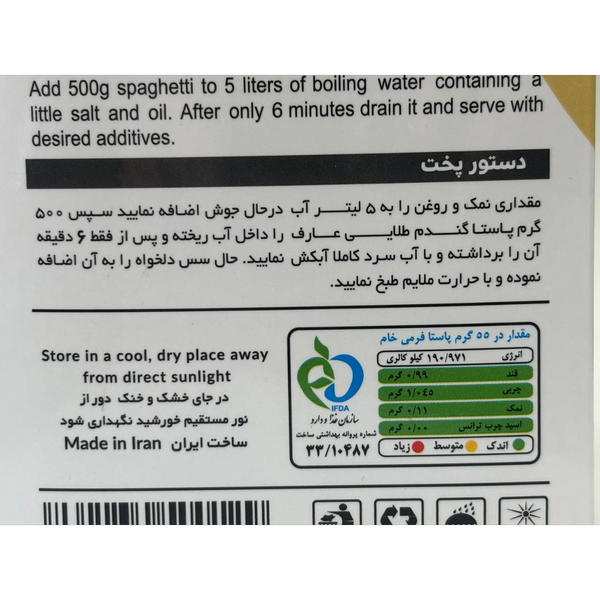 Add 500g spaghetti to 5 liters of boiling water containing a
little salt and oil. After only 6 minutes drain it and serve with
desired additives.
دستور پخت
مقداری نمک و روغن را به ۵ لیتر آب درحال جوش اضافه نمایید سپس ۵۰۰
گرم پاستا گندم طلایی عارف را داخل آب ریخته و پس از فقط ۶ دقیقه
آن را برداشته و با آب سرد کاملا آبکش نمایید. حال سس دلخواه را به آن اضافه
نموده و با حرارت ملایم طبخ نمایید.
Store in a cool, dry place away
from direct sunlight
در جای خشک و خنک دور از
نور مستقیم خورشید نگهداری شود
ساخت ایران Made in Iran
مقدار در ۵۵ گرم پاستا فرمی خام
انرژی ۱۹۰/۹۷۱ کیلو کالری
قند ۰/۹۹ گرم
چربی ۱/۰۴۵ گرم
نمک ۰/۱۱ گرم
اسید چرب ترانس ۰/۰۰ گرم
اندک متوسط زیاد
IFDA
سازمان غذا و دارو
شماره پروانه بهداشتی ساخت
۳۳/۱۰۴۸۷